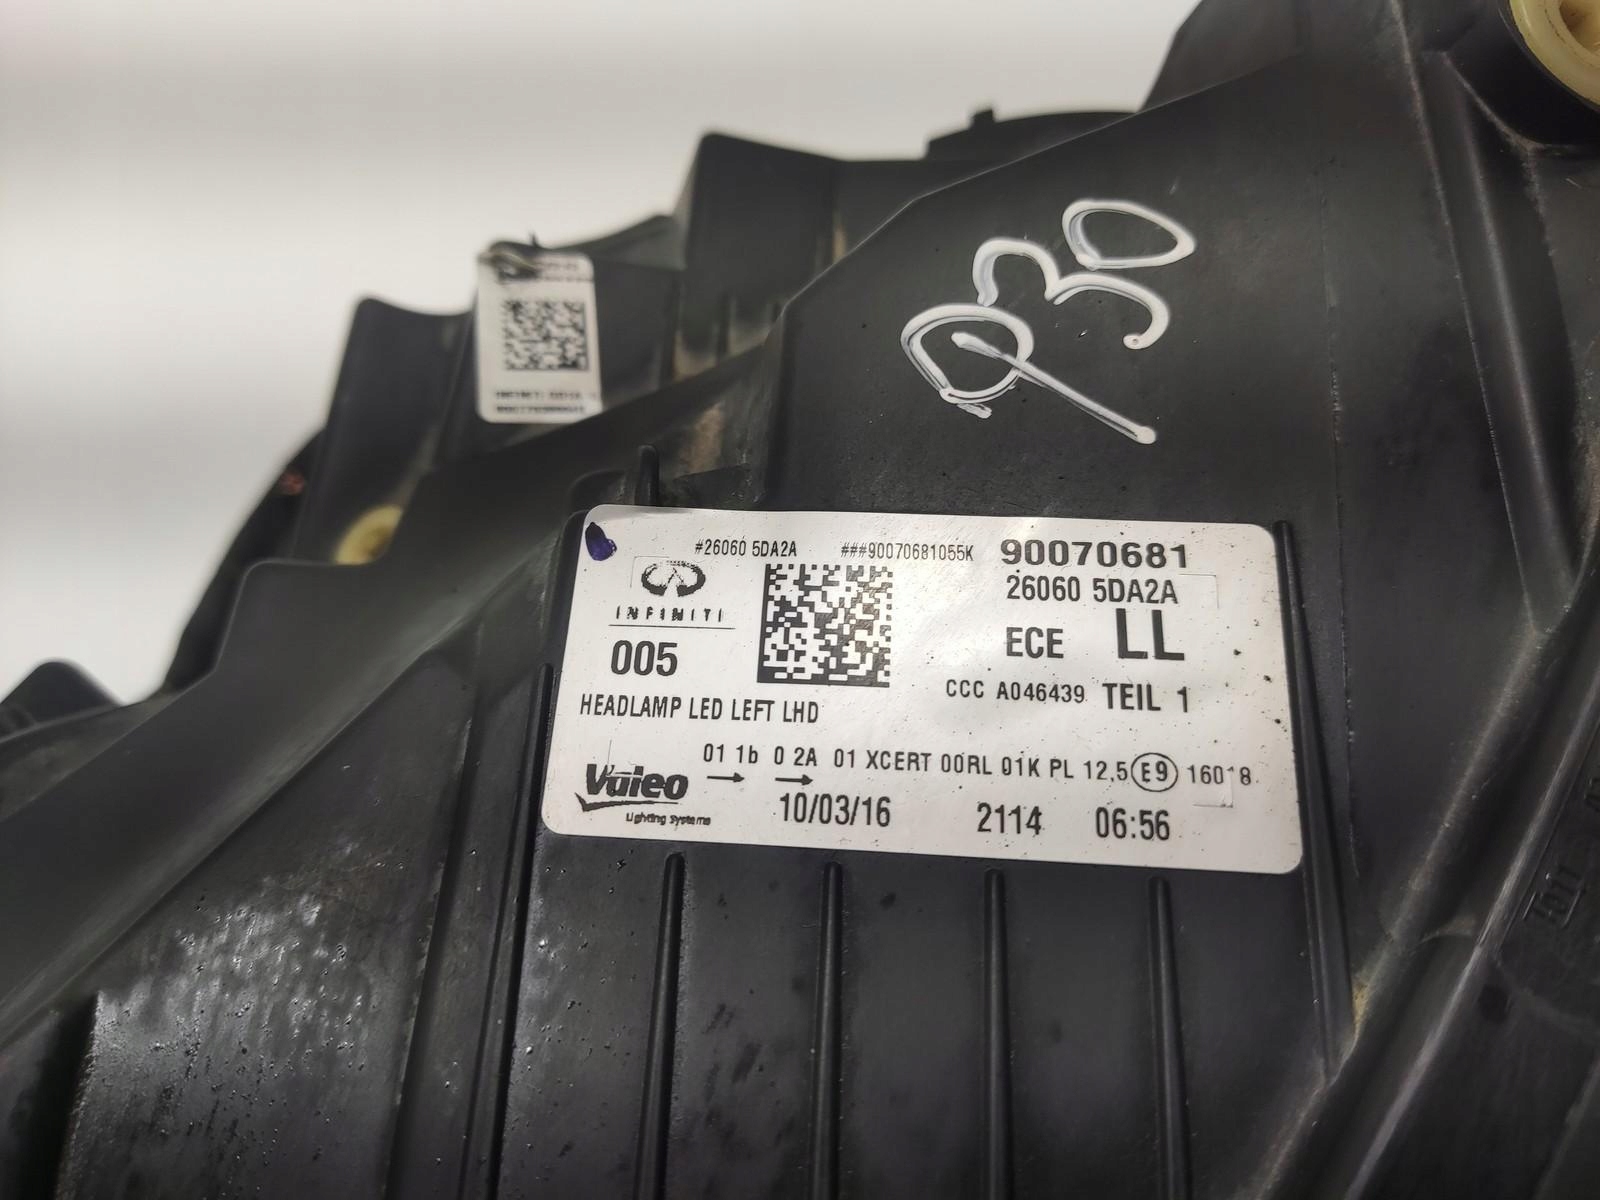 Q30
#26060 5DA2A ###90070681055K 90070681
26060 5DA2A
INFINITI
ECE LL
005
CCC A046439 TEIL 1
HEADLAMP LED LEFT LHD
01 1b 0 2A 01 XCERT 00RL 01K PL 12,5 E9 16018
Valeo
Lighting Systems
10/03/16 2114 06:56
INFINITI